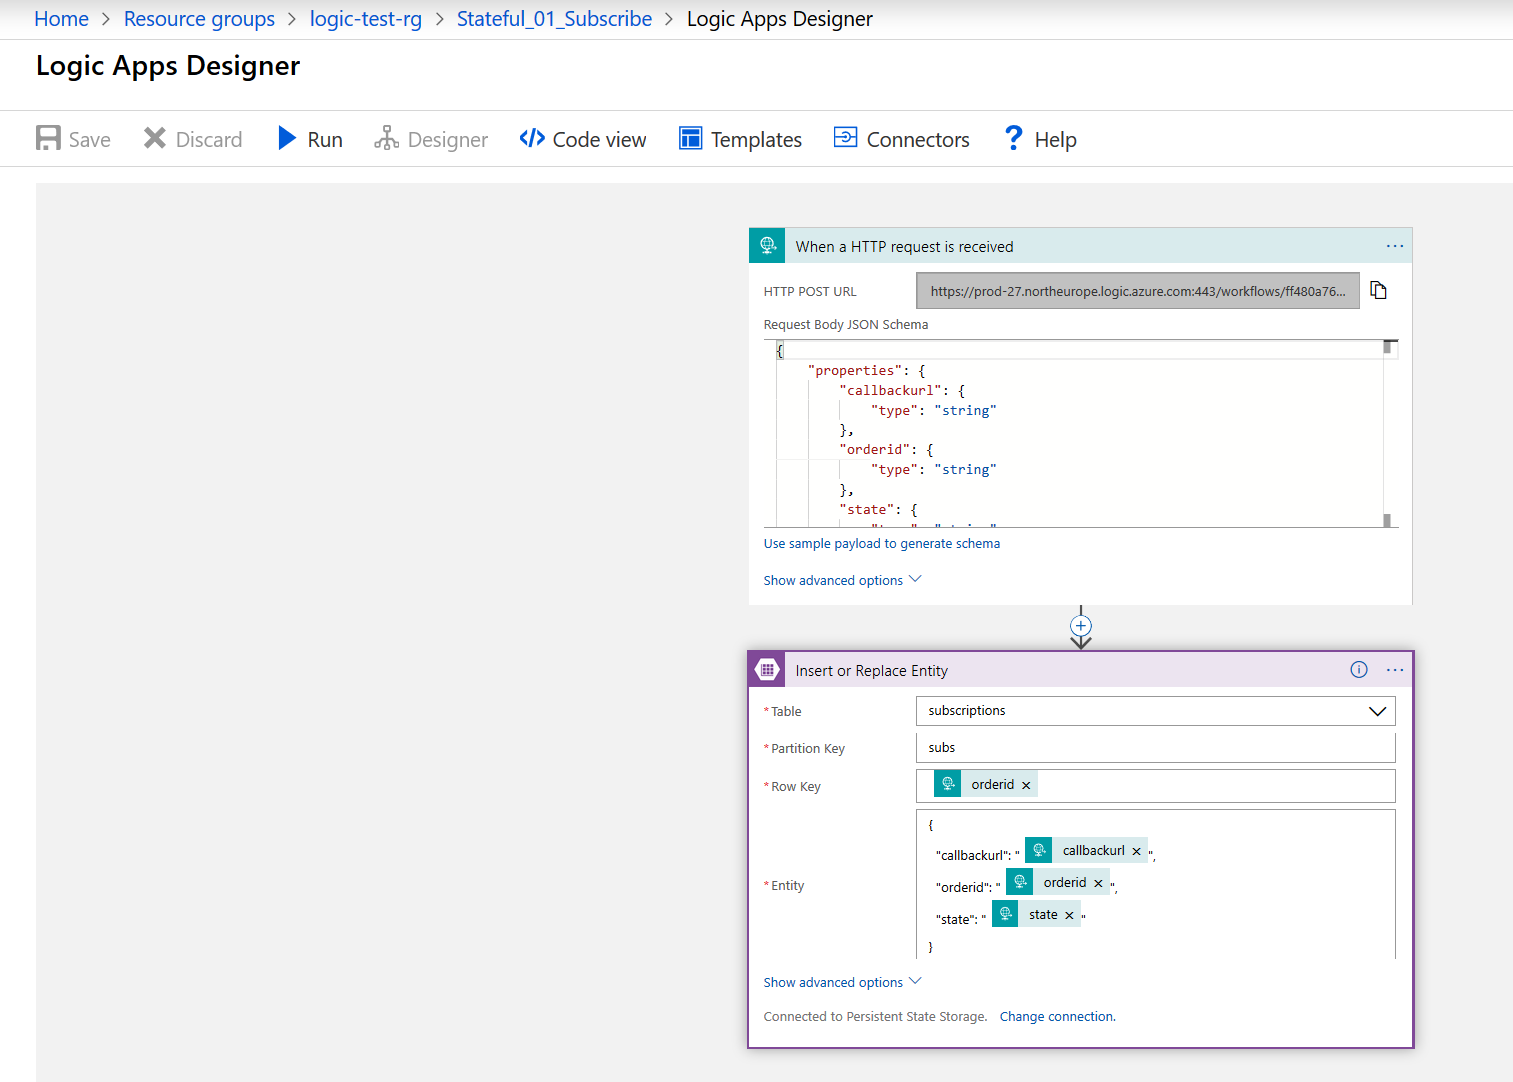 Home > Resource groups > logic-test-rg > Stateful_01_Subscribe > Logic Apps Designer
Logic Apps Designer
Save Discard Run Designer </> Code view Templates Connectors ? Help
When a HTTP request is received ...
HTTP POST URL https://prod-27.northeurope.logic.azure.com:443/workflows/ff480a76...
Request Body JSON Schema
{
"properties": {
"callbackurl": {
"type": "string"
},
"orderid": {
"type": "string"
},
"state": {
Use sample payload to generate schema
Show advanced options
Insert or Replace Entity ...
* Table subscriptions
* Partition Key subs
* Row Key orderid ×
* Entity
{
"callbackurl": " callbackurl × ",
"orderid": " orderid × ",
"state": " state × "
}
Show advanced options
Connected to Persistent State Storage. Change connection.